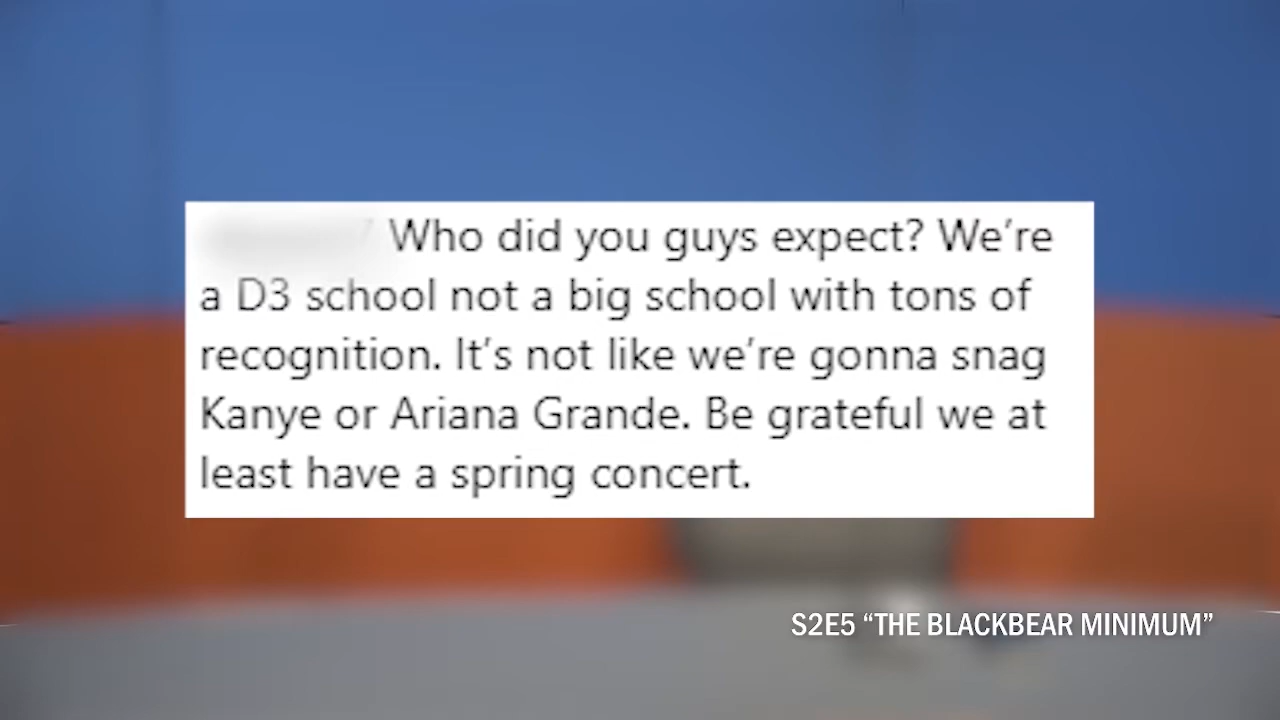 Who did you guys expect? We’re
a D3 school not a big school with tons of
recognition. It’s not like we’re gonna snag
Kanye or Ariana Grande. Be grateful we at
least have a spring concert.
S2E5 “THE BLACKBEAR MINIMUM”